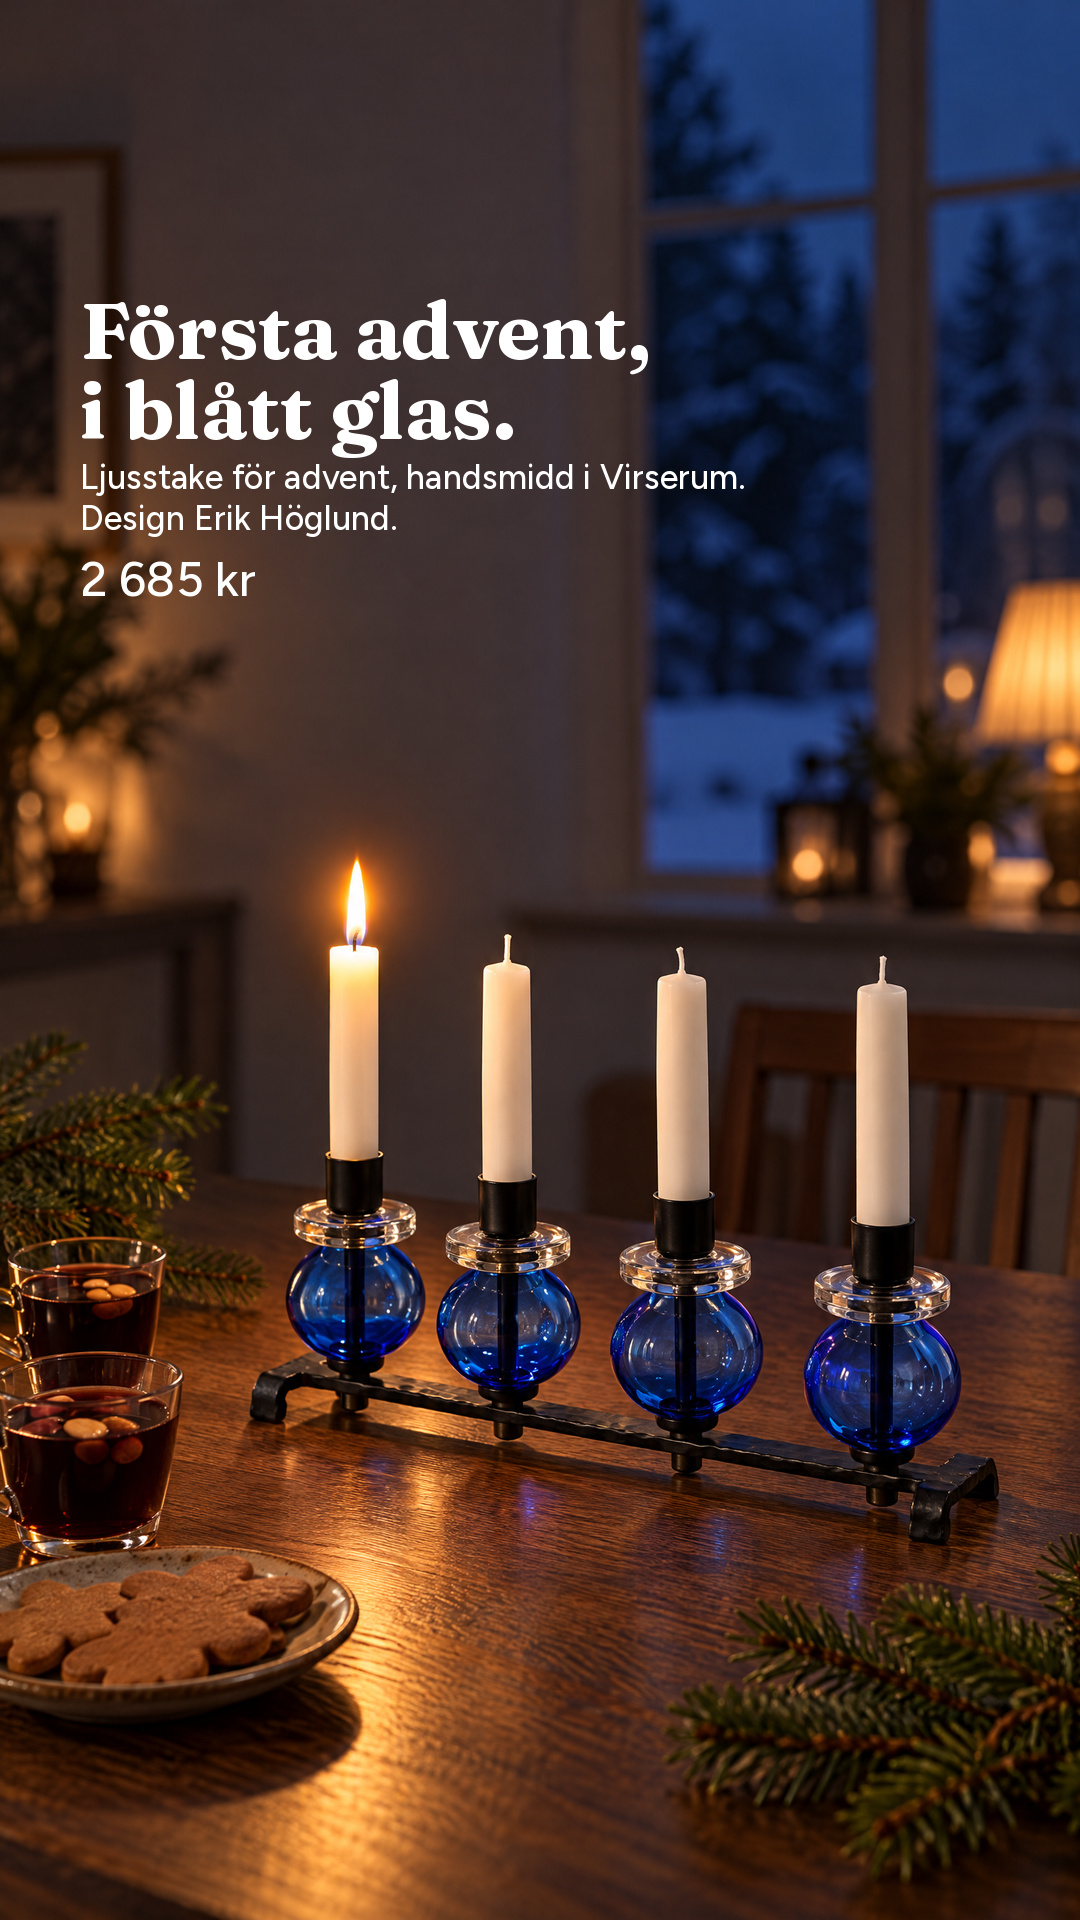 Första advent,
i blått glas.
Ljusstake för advent, handsmidd i Virserum.
Design Erik Höglund.
2 685 kr